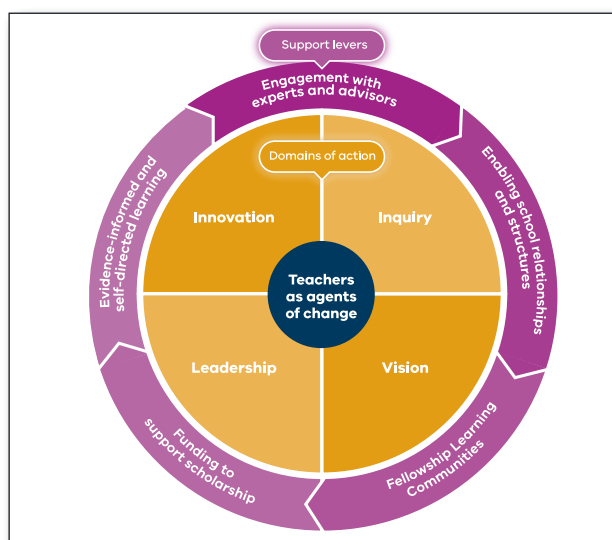 Support levers
Engagement with
experts and advisors
Domains of action
Innovation
Inquiry
Enabling school relationships
and structures
Evidence-informed and
self-directed learning
Teachers
as agents
of change
Leadership
Vision
Funding to
support scholarship
Fellowship Learning
Communities